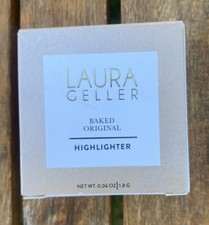 LAURA
GELLER
BAKED
ORIGINAL
HIGHLIGHTER
NET WT. 0.06 OZ | 1.8 G